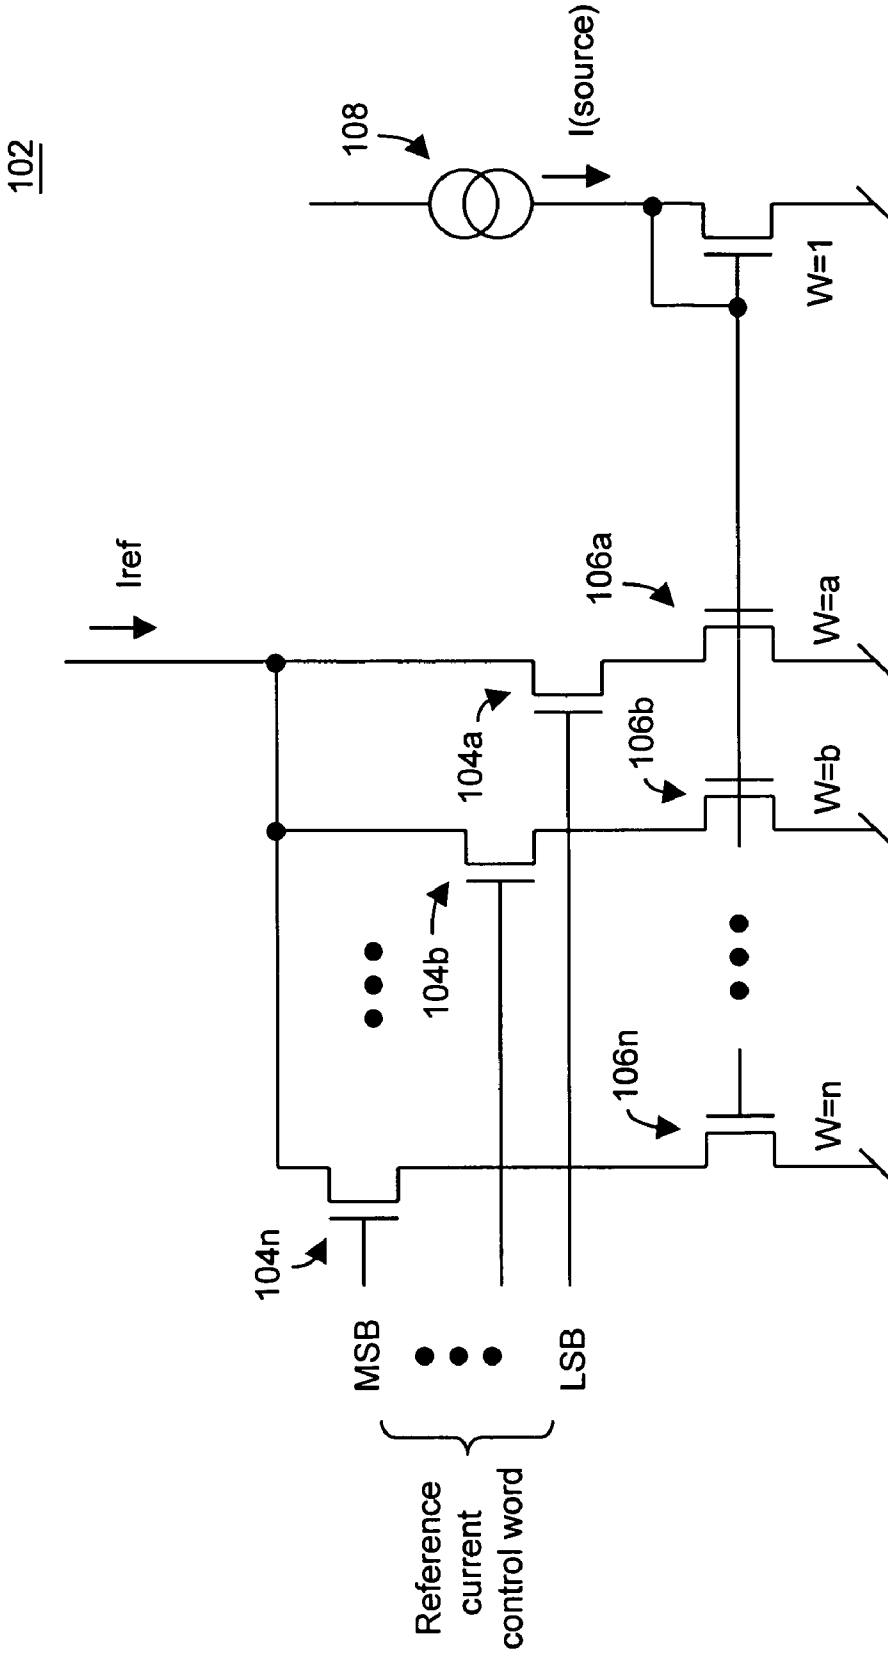 102
Iref
108
I(source)
104n
104b
104a
106n
106b
106a
W=n
W=b
W=a
W=1
MSB
LSB
Reference
current
control word